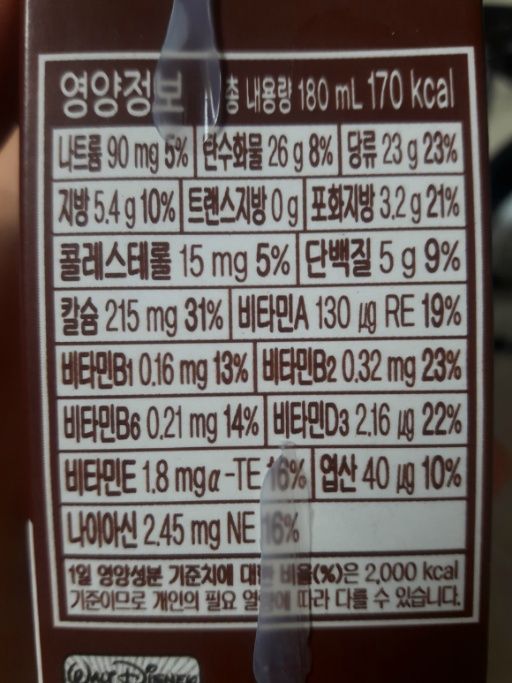 영양정보 총 내용량 180 mL 170 kcal
나트륨 90 mg 5% 탄수화물 26 g 8% 당류 23 g 23%
지방 5.4 g 10% 트랜스지방 0 g 포화지방 3.2 g 21%
콜레스테롤 15 mg 5% 단백질 5 g 9%
칼슘 215 mg 31% 비타민A 130 µg RE 19%
비타민B1 0.16 mg 13% 비타민B2 0.32 mg 23%
비타민B6 0.21 mg 14% 비타민D3 2.16 µg 22%
비타민E 1.8 mgα-TE 16% 엽산 40 µg 10%
나이아신 2.45 mg NE 16%
1일 영양성분 기준치에 대한 비율(%)은 2,000 kcal
기준이므로 개인의 필요 열량에 따라 다를 수 있습니다.
WALT DISNEY